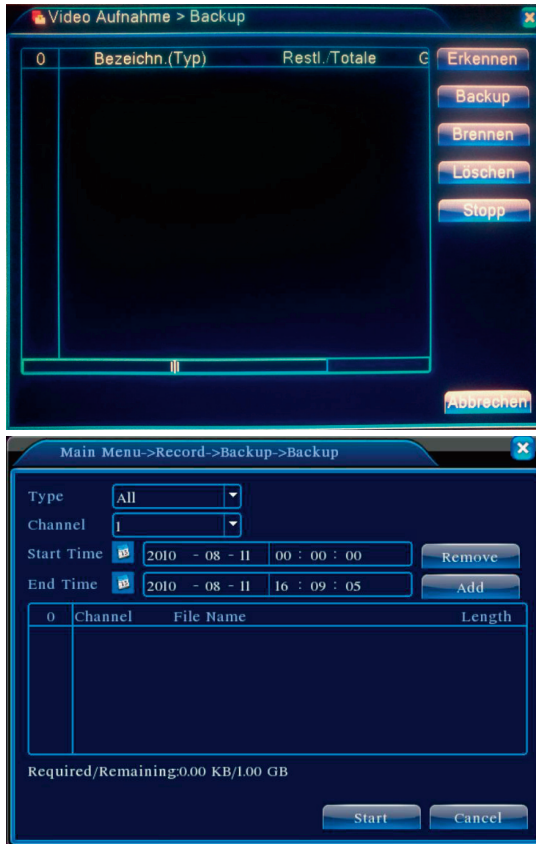 Video Aufnahme > Backup
0 Bezeichn.(Typ) Restl./Totale G
Erkennen
Backup
Brennen
Löschen
Stopp
Abbrechen
Main Menu->Record->Backup->Backup
Type All
Channel 1
Start Time 2010 - 08 - 11 00 : 00 : 00 Remove
End Time 2010 - 08 - 11 16 : 09 : 05 Add
0 Channel File Name Length
Required/Remaining:0.00 KB/1.00 GB
Start Cancel